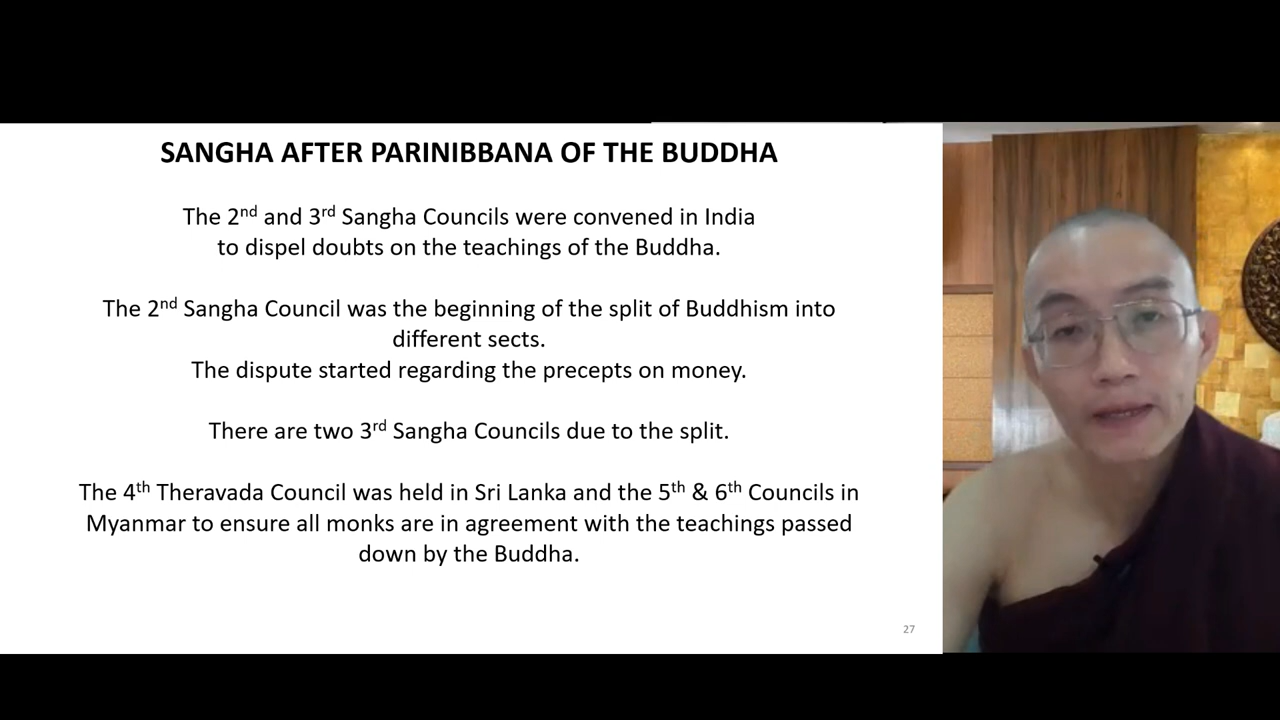 SANGHA AFTER PARINIBBANA OF THE BUDDHA
The 2nd and 3rd Sangha Councils were convened in India
to dispel doubts on the teachings of the Buddha.
The 2nd Sangha Council was the beginning of the split of Buddhism into
different sects.
The dispute started regarding the precepts on money.
There are two 3rd Sangha Councils due to the split.
The 4th Theravada Council was held in Sri Lanka and the 5th & 6th Councils in
Myanmar to ensure all monks are in agreement with the teachings passed
down by the Buddha.
27